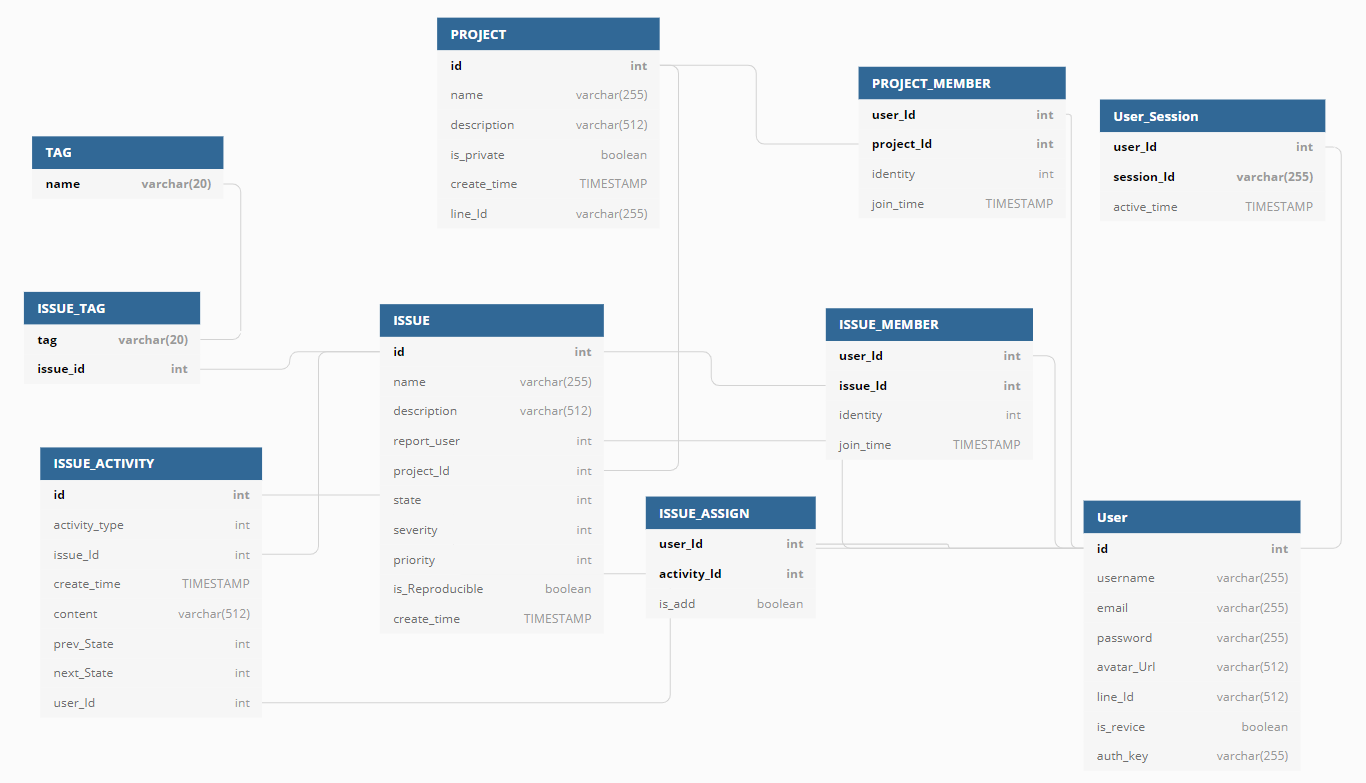 PROJECT
id int
name varchar(255)
description varchar(512)
is_private boolean
create_time TIMESTAMP
line_Id varchar(255)
PROJECT_MEMBER
user_Id int
project_Id int
identity int
join_time TIMESTAMP
User_Session
user_Id int
session_Id varchar(255)
active_time TIMESTAMP
TAG
name varchar(20)
ISSUE_TAG
tag varchar(20)
issue_id int
ISSUE
id int
name varchar(255)
description varchar(512)
report_user int
project_Id int
state int
severity int
priority int
is_Reproducible boolean
create_time TIMESTAMP
ISSUE_MEMBER
user_Id int
issue_Id int
identity int
join_time TIMESTAMP
ISSUE_ACTIVITY
id int
activity_type int
issue_Id int
create_time TIMESTAMP
content varchar(512)
prev_State int
next_State int
user_Id int
ISSUE_ASSIGN
user_Id int
activity_Id int
is_add boolean
User
id int
username varchar(255)
email varchar(255)
password varchar(255)
avatar_Url varchar(512)
line_Id varchar(512)
is_revice boolean
auth_key varchar(255)